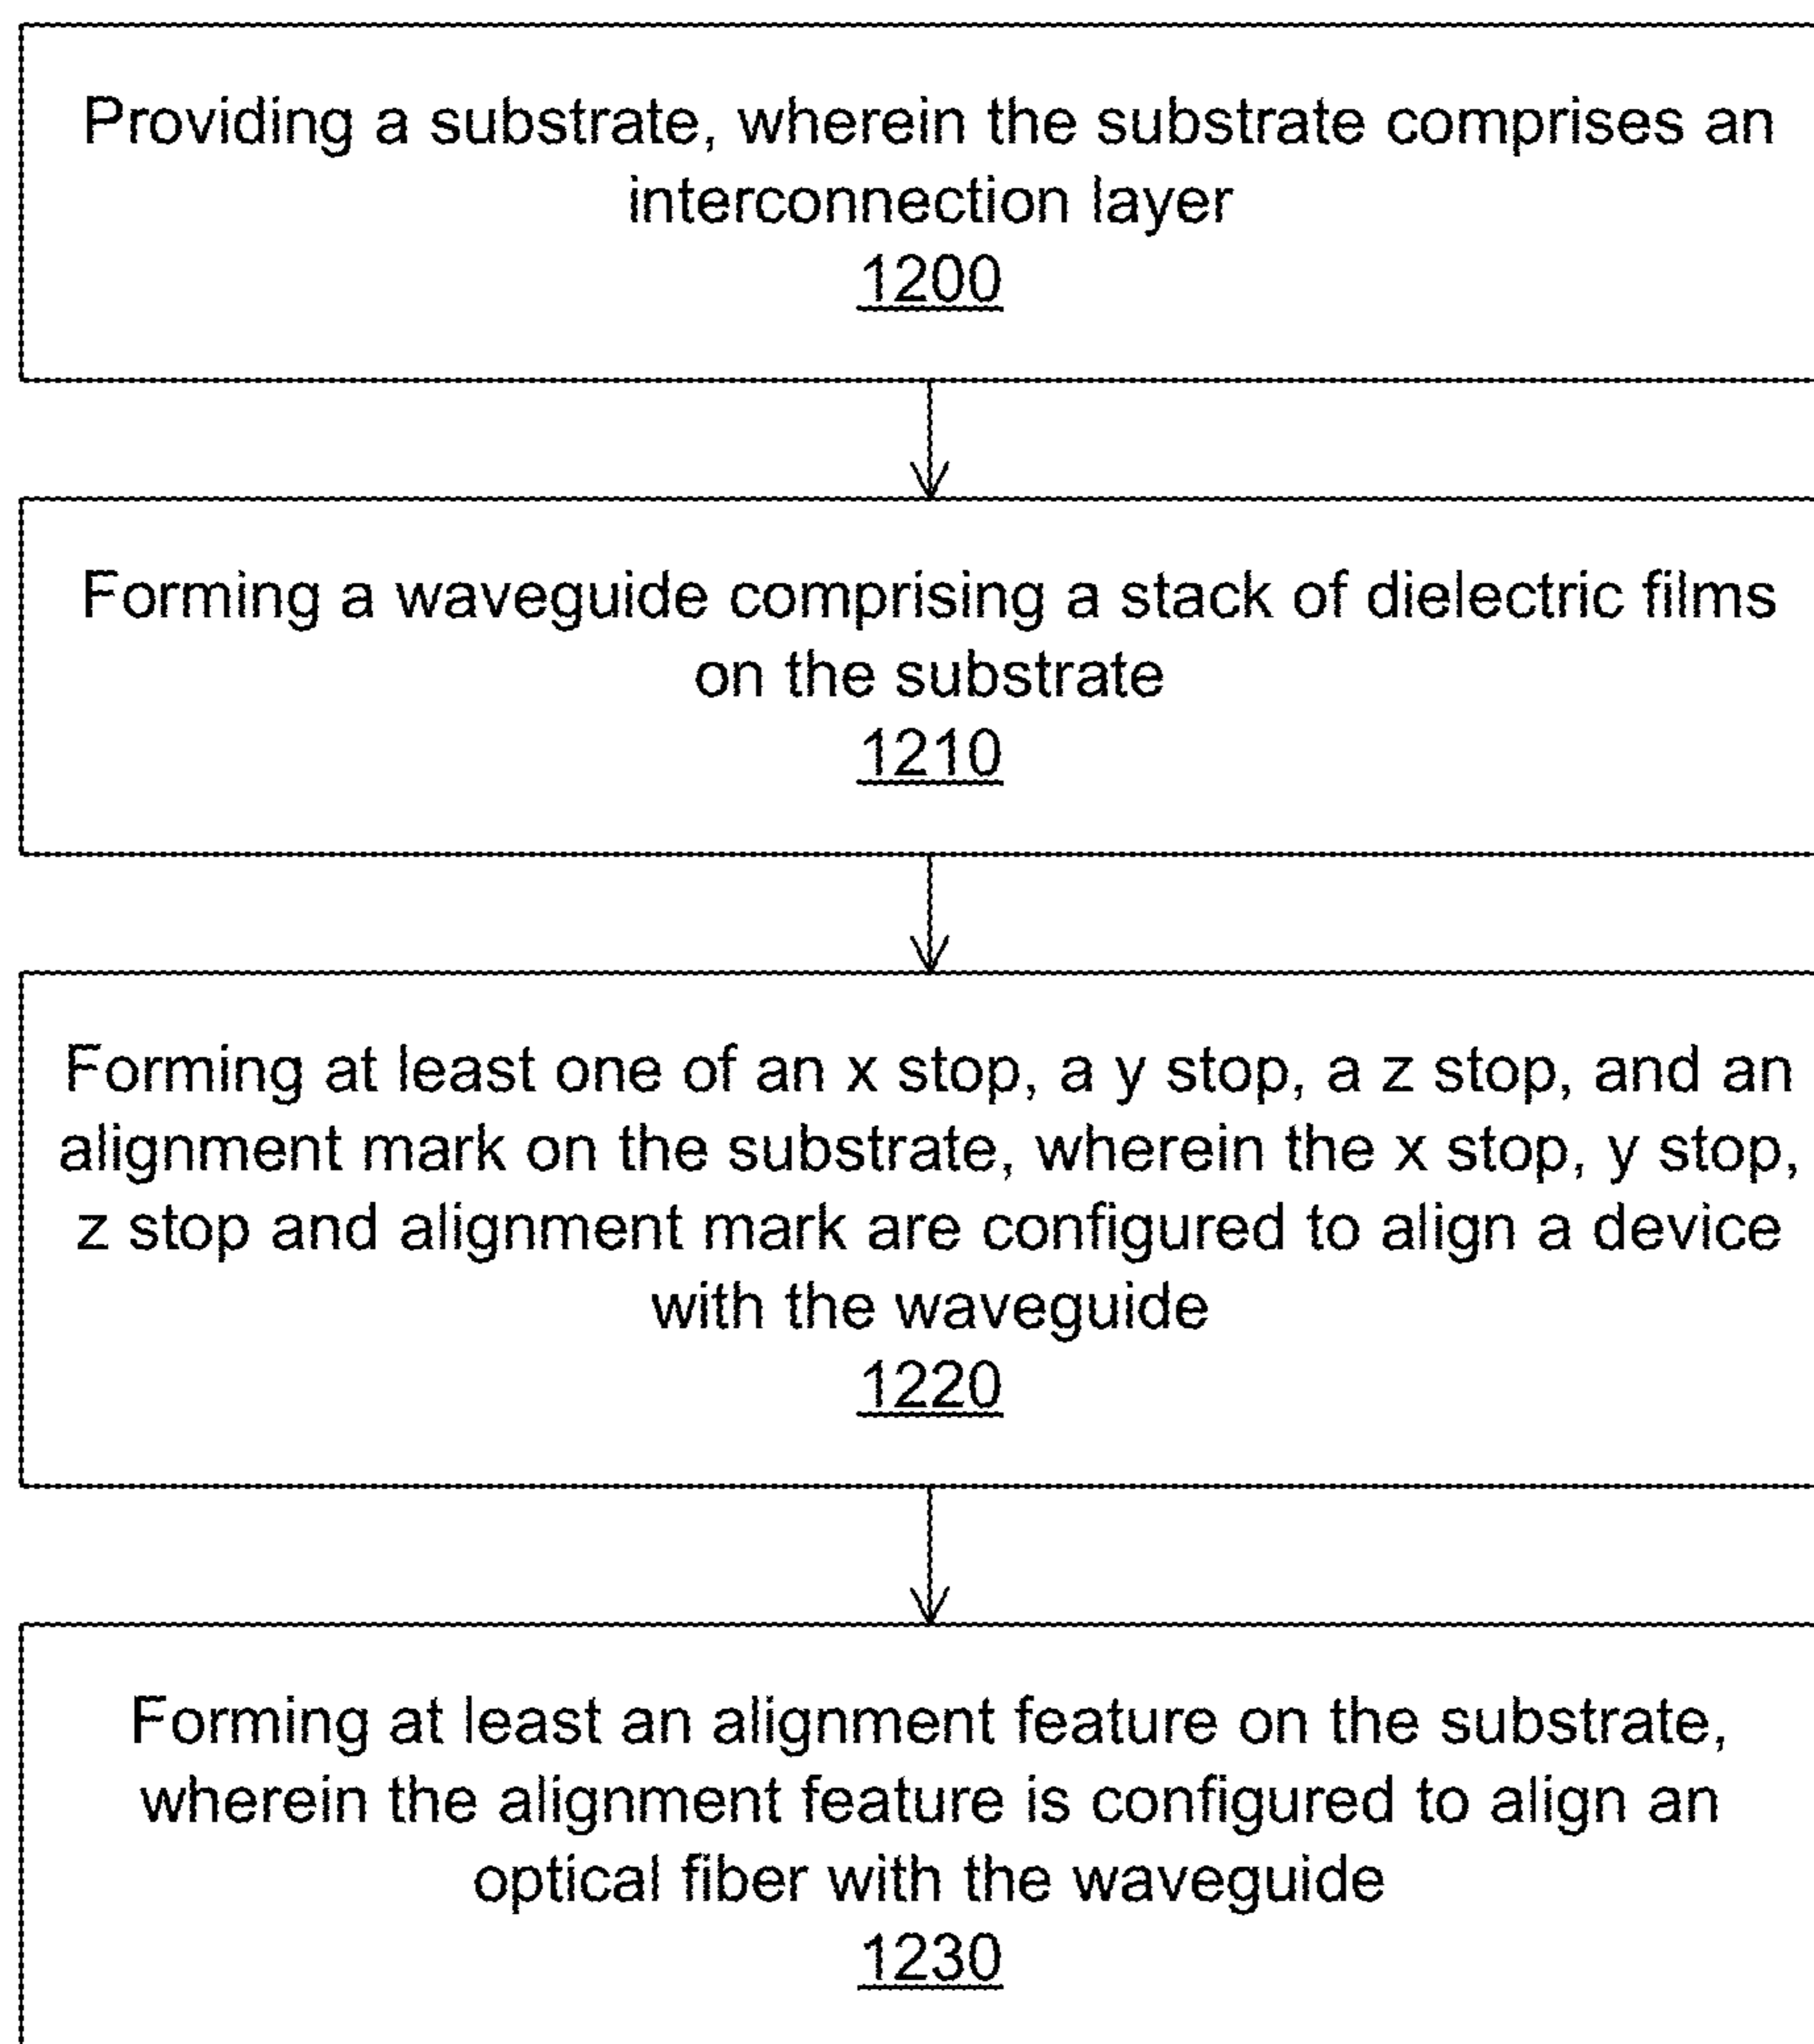 Providing a substrate, wherein the substrate comprises an
interconnection layer
1200
Forming a waveguide comprising a stack of dielectric films
on the substrate
1210
Forming at least one of an x stop, a y stop, a z stop, and an
alignment mark on the substrate, wherein the x stop, y stop,
z stop and alignment mark are configured to align a device
with the waveguide
1220
Forming at least an alignment feature on the substrate,
wherein the alignment feature is configured to align an
optical fiber with the waveguide
1230